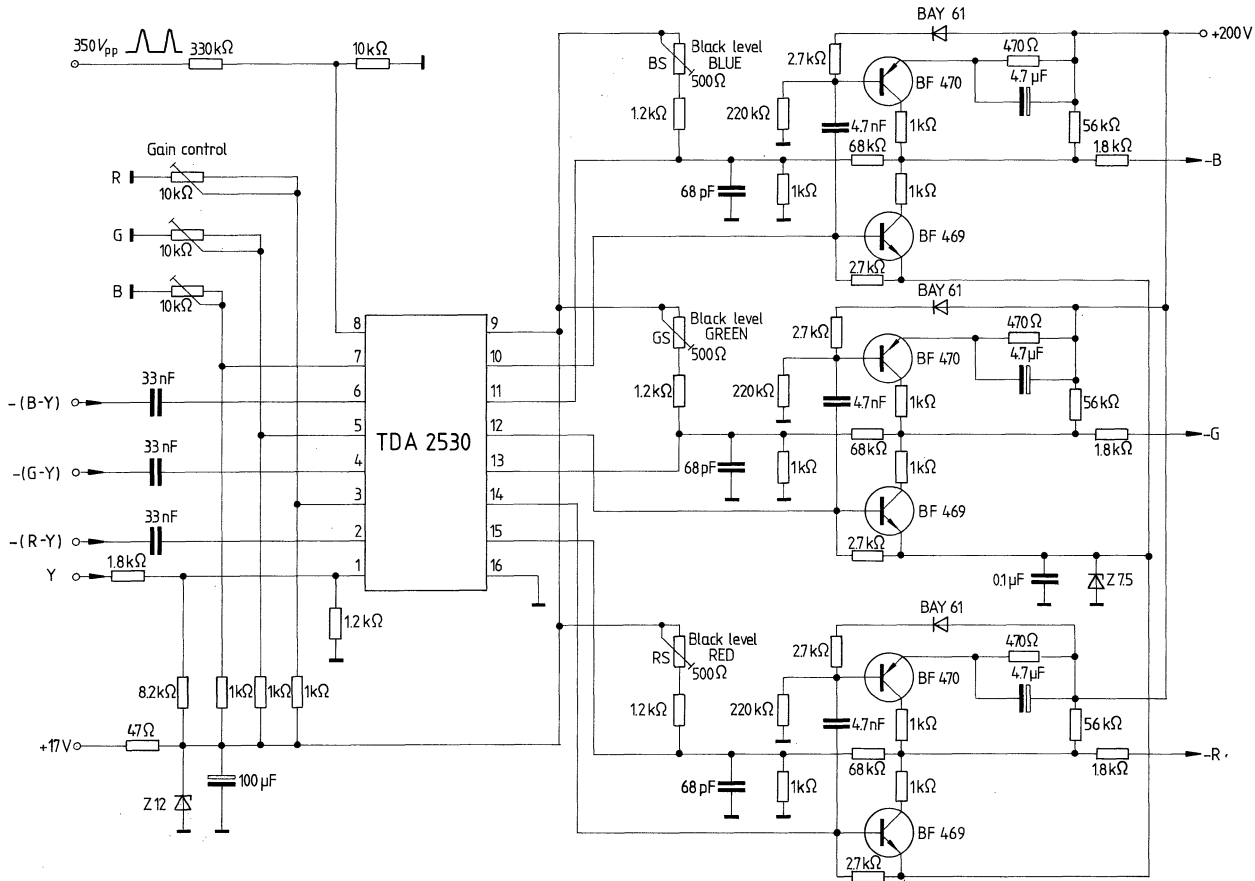 350Vpp
330kΩ
10kΩ
Gain control
R
10kΩ
G
10kΩ
B
10kΩ
33nF
-(B-Y)
33nF
-(G-Y)
33nF
-(R-Y)
1.8kΩ
Y
1.2kΩ
8.2kΩ
1kΩ
1kΩ
1kΩ
47Ω
+17V
Z12
100µF
TDA 2530
8
7
6
5
4
3
2
1
9
10
11
12
13
14
15
16
Black level
BLUE
BS
500Ω
1.2kΩ
220kΩ
2.7kΩ
BAY 61
+200V
470Ω
BF 470
4.7µF
4.7nF
1kΩ
56kΩ
68kΩ
1.8kΩ
-B
68pF
1kΩ
1kΩ
BF 469
2.7kΩ
Black level
GREEN
GS
500Ω
1.2kΩ
220kΩ
2.7kΩ
BAY 61
470Ω
BF 470
4.7µF
4.7nF
1kΩ
56kΩ
68kΩ
1.8kΩ
-G
68pF
1kΩ
1kΩ
BF 469
2.7kΩ
0.1µF
Z7.5
Black level
RED
RS
500Ω
1.2kΩ
220kΩ
2.7kΩ
BAY 61
470Ω
BF 470
4.7µF
4.7nF
1kΩ
56kΩ
68kΩ
1.8kΩ
-R
68pF
1kΩ
1kΩ
BF 469
2.7kΩ